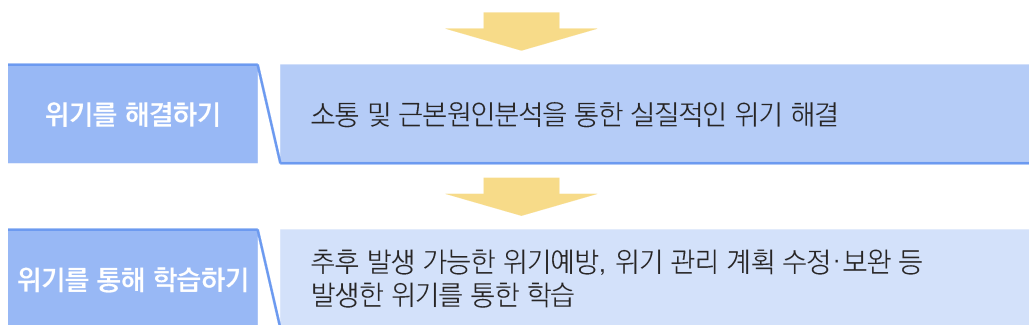 위기를 해결하기
소통 및 근본원인분석을 통한 실질적인 위기 해결
위기를 통해 학습하기
추후 발생 가능한 위기예방, 위기 관리 계획 수정·보완 등
발생한 위기를 통한 학습